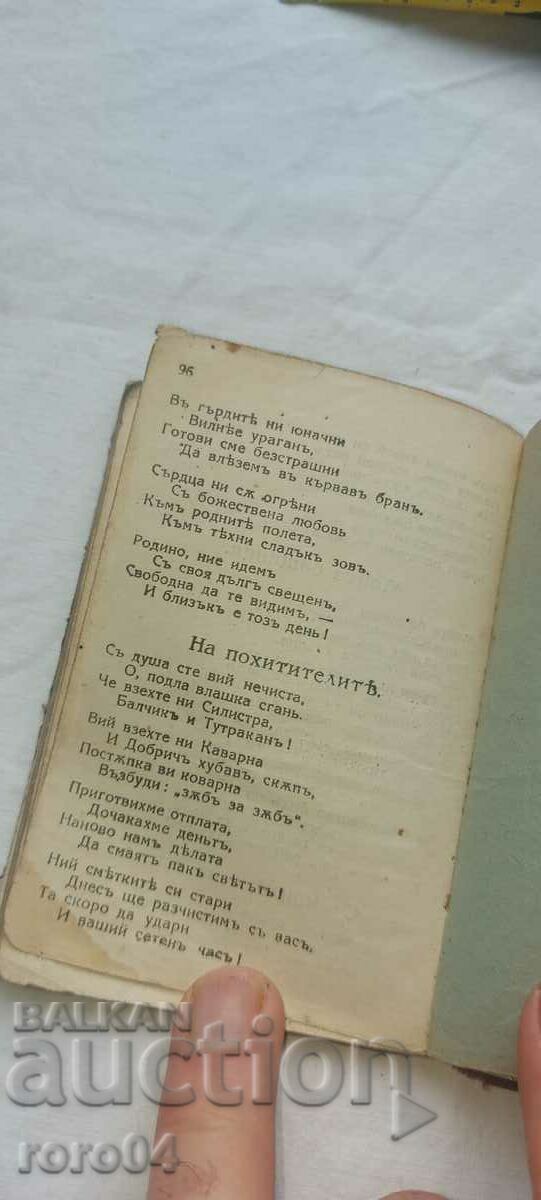 96
Въ гърдитѣ ни юначни
Вилнѣе ураганъ,
Готови сме безстрашни
Да влѣземъ въ кървавъ бранъ.
Сърдца ни сѫ огрѣни
Съ божествена любовь
Къмъ роднитѣ полета,
Къмъ тѣхни сладъкъ зовъ.
Родино, ние идемъ
Съ своя дългъ свещенъ,
Свободна да те видимъ, —
И близъкъ е тозъ день!
На похитителитѣ.
Съ душа сте вий нечиста,
О, подла влашка сгань.
Че взехте ни Силистра,
Балчикъ и Тутраканъ!
Вий взехте ни Каварна
И Добричъ хубавъ, скѫпъ,
Постѫпка ви коварна
Възбуди: „зѫбъ за зѫбъ“.
Приготвихме отплата,
Дочакахме деньтъ,
Наново намъ дѣлата
Да смаятъ пакъ свѣтътъ!
Ний смѣткитѣ си стари
Днесъ ще разчистимъ съ васъ,
Та скоро да удари
И ваший сетенъ часъ!
BALKAN
auction
roro04